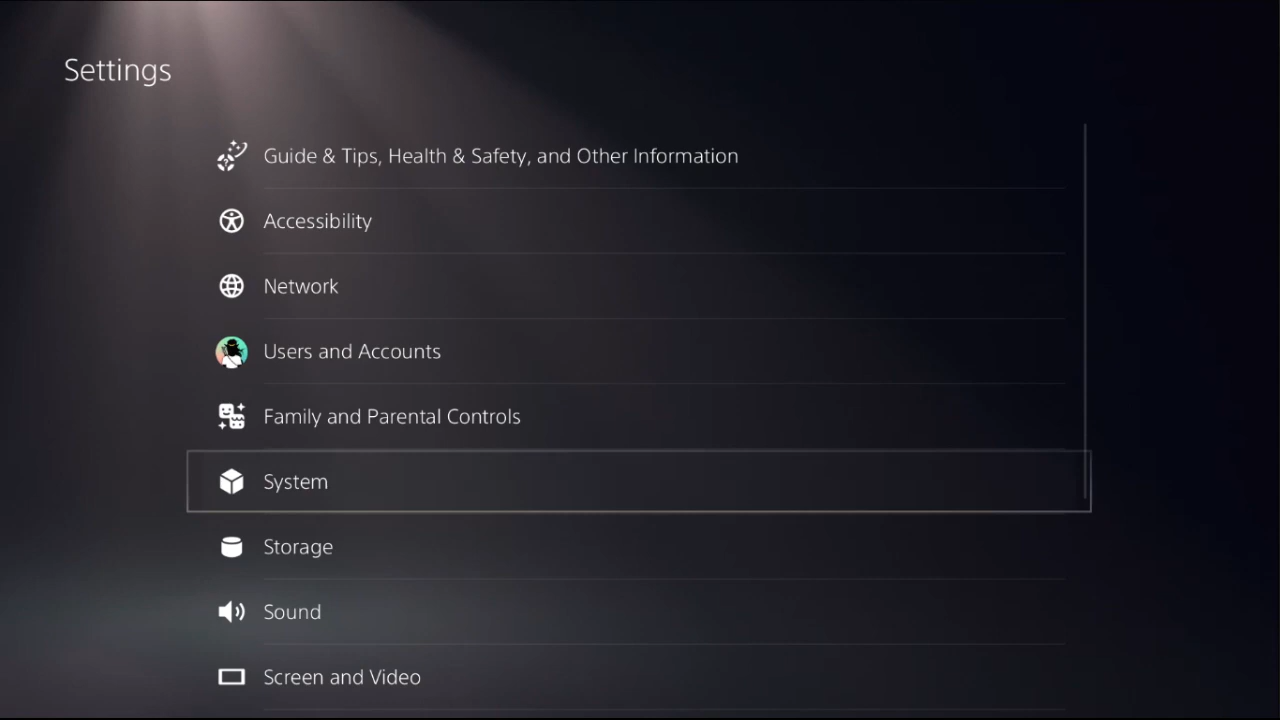 Settings
Guide & Tips, Health & Safety, and Other Information
Accessibility
Network
Users and Accounts
Family and Parental Controls
System
Storage
Sound
Screen and Video